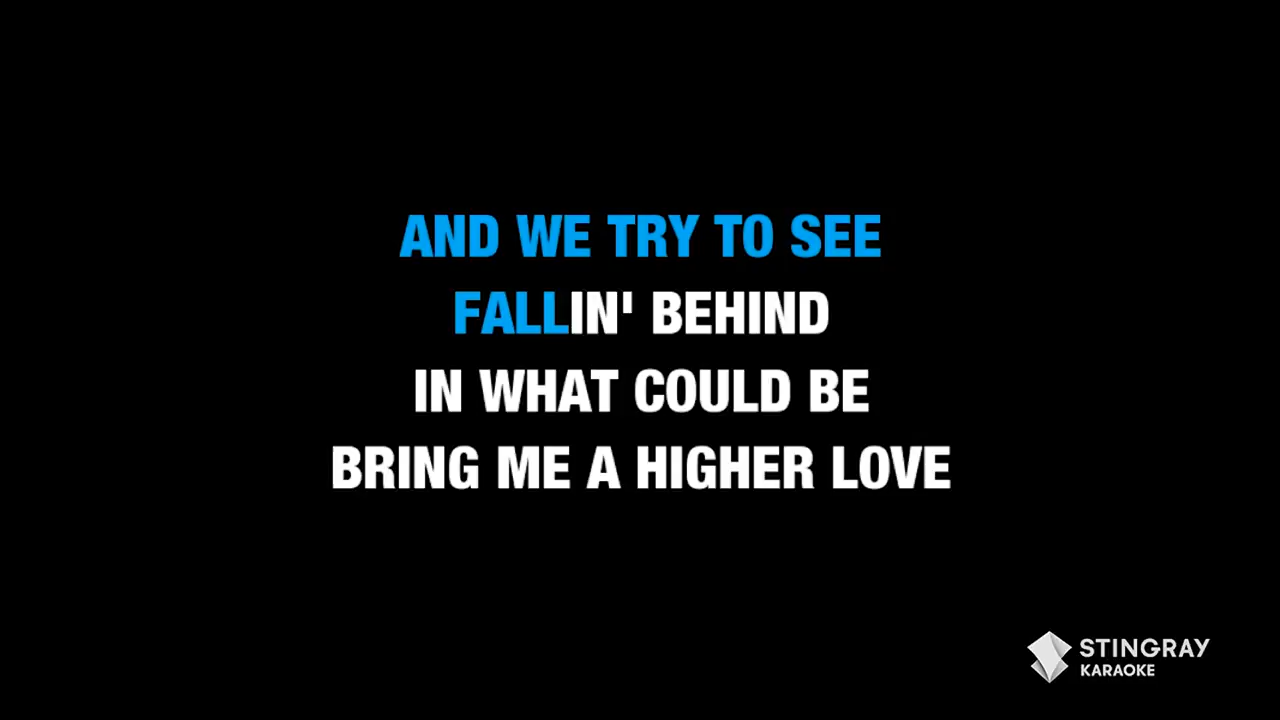 AND WE TRY TO SEE
FALLIN' BEHIND
IN WHAT COULD BE
BRING ME A HIGHER LOVE
STINGRAY
KARAOKE